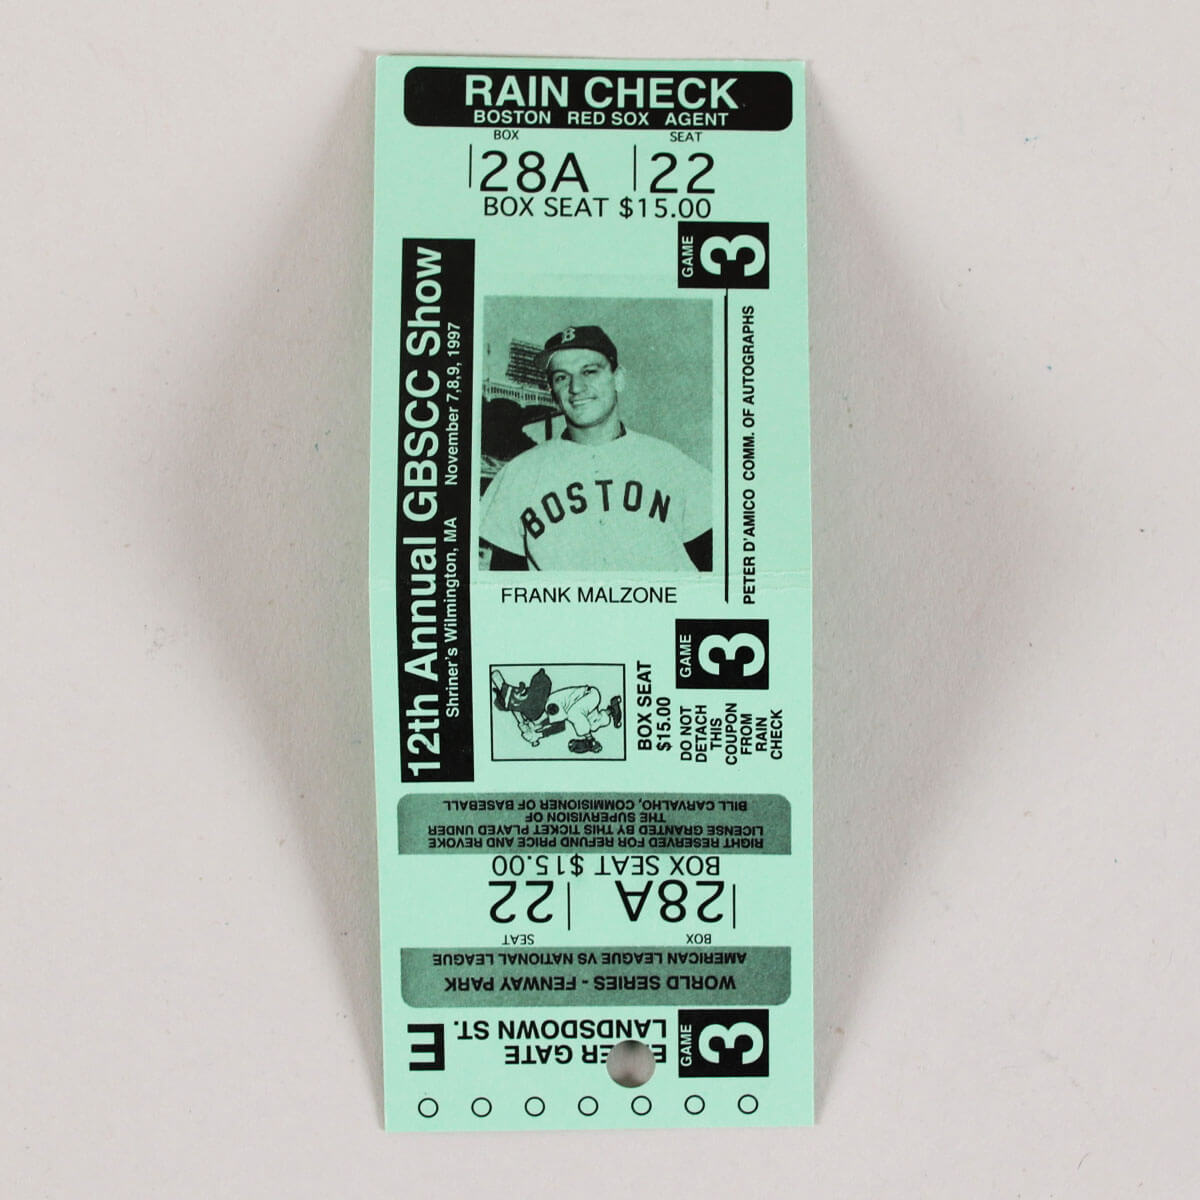 RAIN CHECK
BOSTON RED SOX AGENT
BOX SEAT
28A 22
BOX SEAT $15.00
GAME 3
12th Annual GBSCC Show
Shriner's Wilmington, MA November 7,8,9, 1997
B
BOSTON
FRANK MALZONE
PETER D'AMICO COMM. OF AUTOGRAPHS
GAME 3
BOX SEAT
$15.00
DO NOT
DETACH
THIS
COUPON
FROM
RAIN
CHECK
GAME 3
ENTER GATE E
LANDSDOWN ST.
WORLD SERIES - FENWAY PARK
AMERICAN LEAGUE VS NATIONAL LEAGUE
BOX SEAT
28A 22
BOX SEAT $15.00
RIGHT RESERVED FOR REFUND PRICE AND REVOKE
LICENSE GRANTED BY THIS TICKET PLAYED UNDER
THE SUPERVISION OF
BILL CARVALHO, COMMISIONER OF BASEBALL